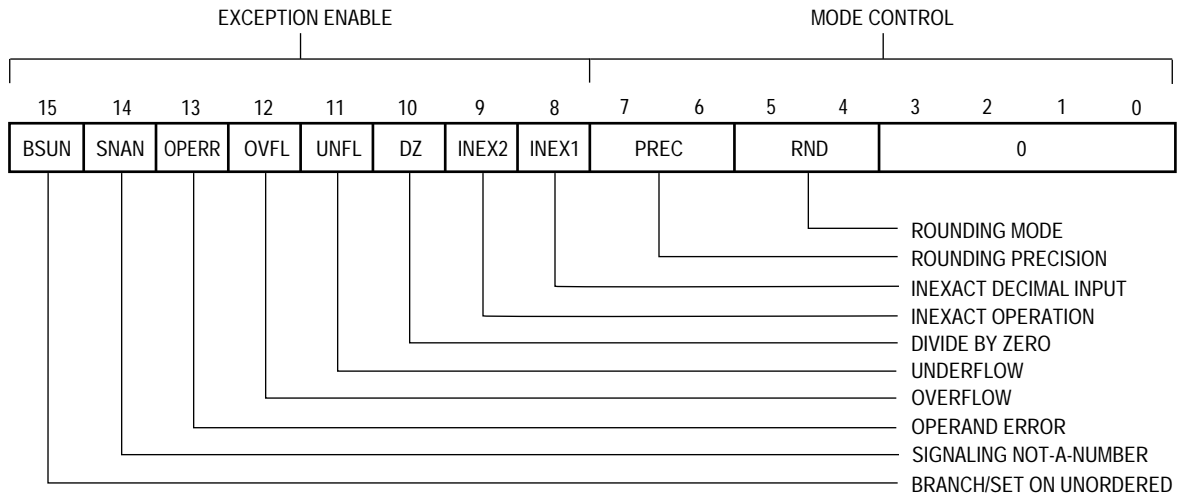 EXCEPTION ENABLE MODE CONTROL
15 14 13 12 11 10 9 8 7 6 5 4 3 2 1 0
BSUN SNAN OPERR OVFL UNFL DZ INEX2 INEX1 PREC RND 0
ROUNDING MODE
ROUNDING PRECISION
INEXACT DECIMAL INPUT
INEXACT OPERATION
DIVIDE BY ZERO
UNDERFLOW
OVERFLOW
OPERAND ERROR
SIGNALING NOT-A-NUMBER
BRANCH/SET ON UNORDERED